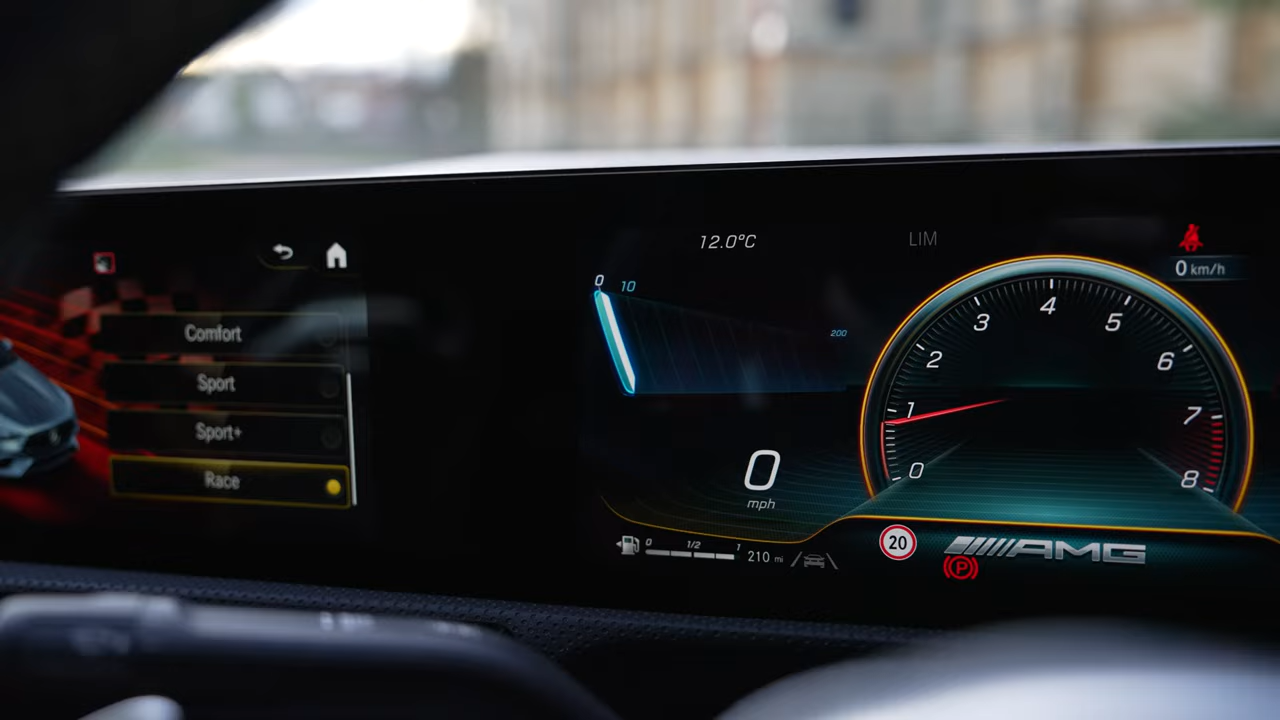 Comfort
Sport
Sport+
Race
12.0°C
LIM
0 km/h
0 10
200
0
mph
0
1
2
3
4
5
6
7
8
0 1/2 1 210 mi
20
AMG
P